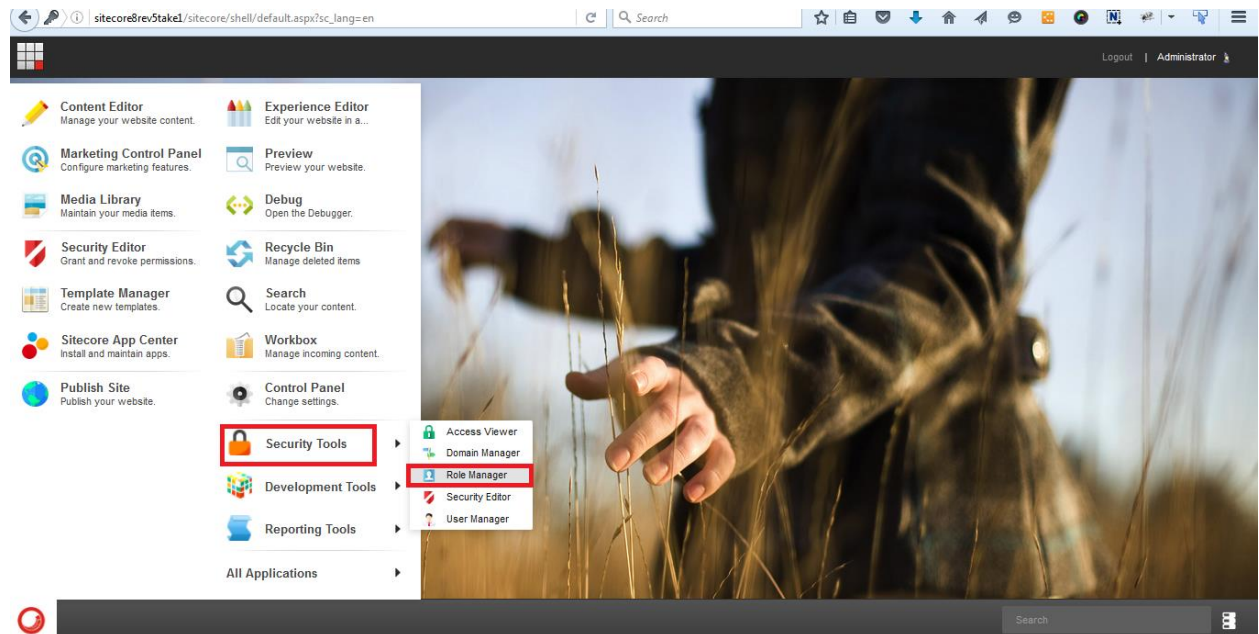 sitecore8rev5take1/sitecore/shell/default.aspx?sc_lang=en
Search
Logout | Administrator
Content Editor
Manage your website content.
Marketing Control Panel
Configure marketing features.
Media Library
Maintain your media items.
Security Editor
Grant and revoke permissions.
Template Manager
Create new templates.
Sitecore App Center
Install and maintain apps.
Publish Site
Publish your website.
Experience Editor
Edit your website in a...
Preview
Preview your website.
Debug
Open the Debugger.
Recycle Bin
Manage deleted items
Search
Locate your content.
Workbox
Manage incoming content.
Control Panel
Change settings.
Security Tools
Development Tools
Reporting Tools
All Applications
Access Viewer
Domain Manager
Role Manager
Security Editor
User Manager
Search